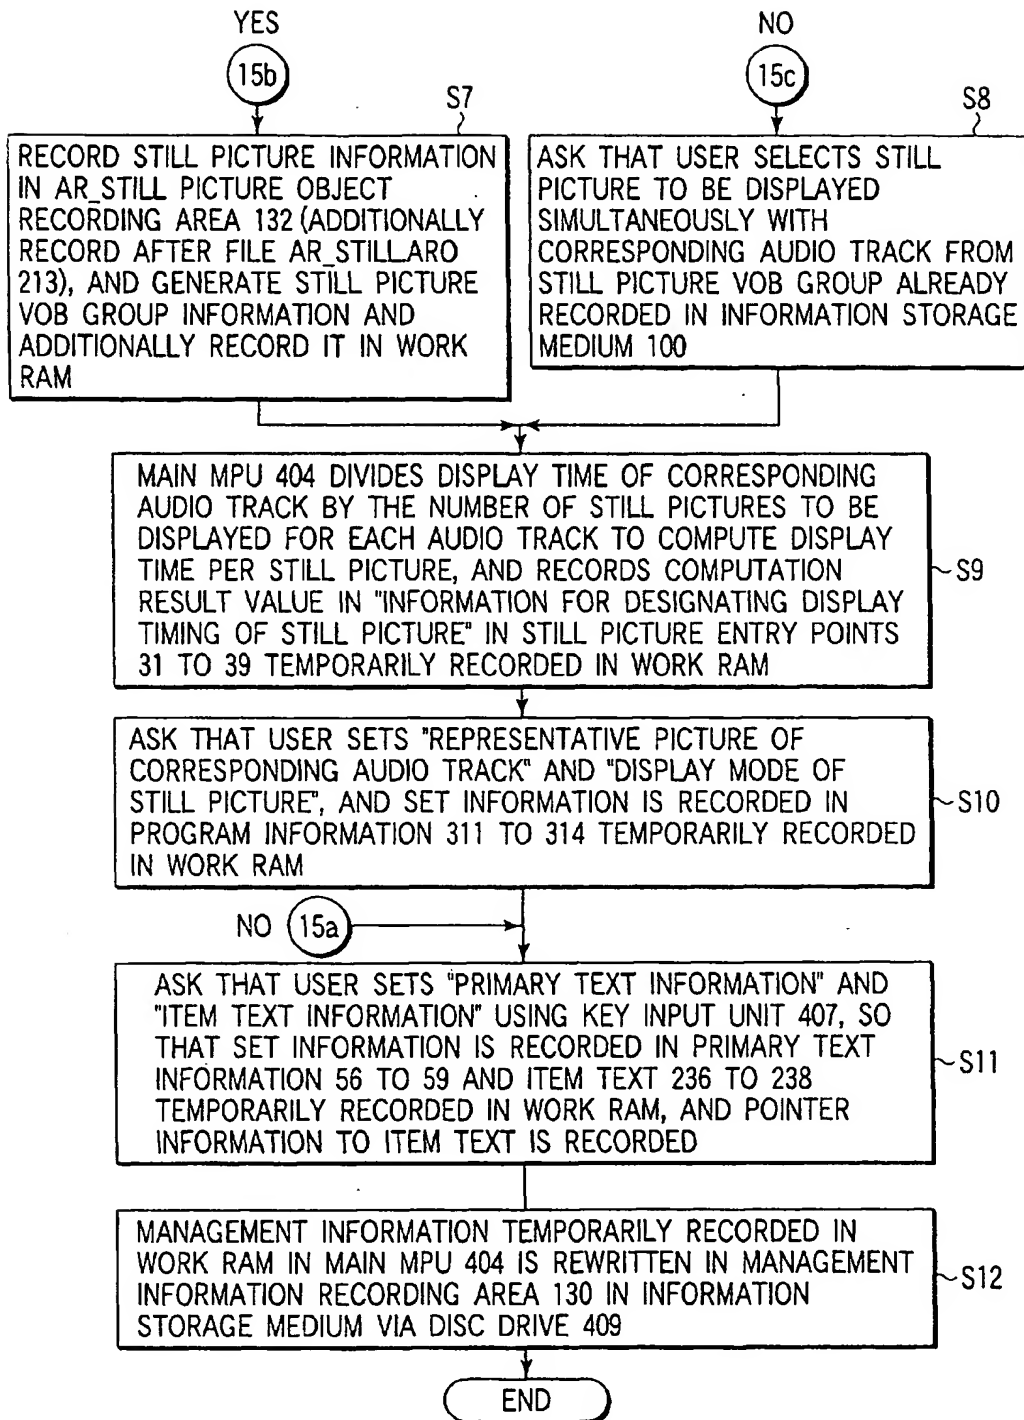 YES
15b
S7
RECORD STILL PICTURE INFORMATION
IN AR_STILL PICTURE OBJECT
RECORDING AREA 132 (ADDITIONALLY
RECORD AFTER FILE AR_STILL.ARO
213), AND GENERATE STILL PICTURE
VOB GROUP INFORMATION AND
ADDITIONALLY RECORD IT IN WORK
RAM
NO
15c
S8
ASK THAT USER SELECTS STILL
PICTURE TO BE DISPLAYED
SIMULTANEOUSLY WITH
CORRESPONDING AUDIO TRACK FROM
STILL PICTURE VOB GROUP ALREADY
RECORDED IN INFORMATION STORAGE
MEDIUM 100
MAIN MPU 404 DIVIDES DISPLAY TIME OF CORRESPONDING
AUDIO TRACK BY THE NUMBER OF STILL PICTURES TO BE
DISPLAYED FOR EACH AUDIO TRACK TO COMPUTE DISPLAY
TIME PER STILL PICTURE, AND RECORDS COMPUTATION
RESULT VALUE IN "INFORMATION FOR DESIGNATING DISPLAY
TIMING OF STILL PICTURE" IN STILL PICTURE ENTRY POINTS
31 TO 39 TEMPORARILY RECORDED IN WORK RAM
S9
ASK THAT USER SETS "REPRESENTATIVE PICTURE OF
CORRESPONDING AUDIO TRACK" AND "DISPLAY MODE OF
STILL PICTURE", AND SET INFORMATION IS RECORDED IN
PROGRAM INFORMATION 311 TO 314 TEMPORARILY RECORDED
IN WORK RAM
S10
NO 15a
ASK THAT USER SETS "PRIMARY TEXT INFORMATION" AND
"ITEM TEXT INFORMATION" USING KEY INPUT UNIT 407, SO
THAT SET INFORMATION IS RECORDED IN PRIMARY TEXT
INFORMATION 56 TO 59 AND ITEM TEXT 236 TO 238
TEMPORARILY RECORDED IN WORK RAM, AND POINTER
INFORMATION TO ITEM TEXT IS RECORDED
S11
MANAGEMENT INFORMATION TEMPORARILY RECORDED IN
WORK RAM IN MAIN MPU 404 IS REWRITTEN IN MANAGEMENT
INFORMATION RECORDING AREA 130 IN INFORMATION
STORAGE MEDIUM VIA DISC DRIVE 409
S12
END